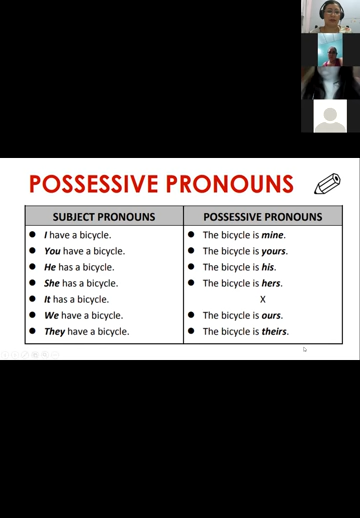 POSSESSIVE PRONOUNS
SUBJECT PRONOUNS
POSSESSIVE PRONOUNS
● I have a bicycle.
● The bicycle is mine.
● You have a bicycle.
● The bicycle is yours.
● He has a bicycle.
● The bicycle is his.
● She has a bicycle.
● The bicycle is hers.
● It has a bicycle.
X
● We have a bicycle.
● The bicycle is ours.
● They have a bicycle.
● The bicycle is theirs.